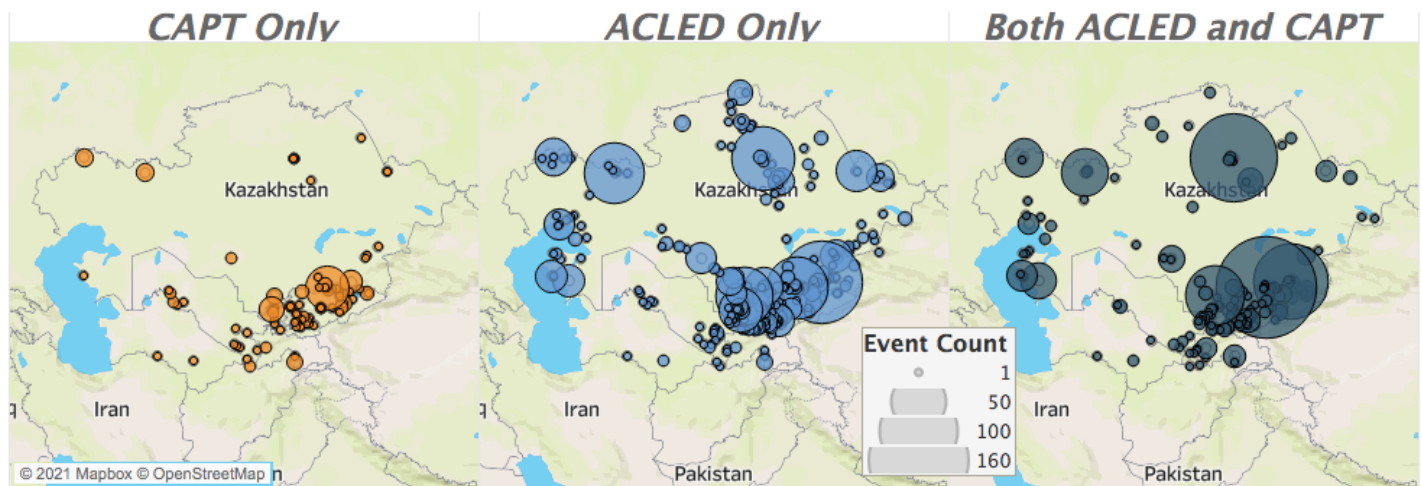 CAPT Only
ACLED Only
Both ACLED and CAPT
Kazakhstan
Kazakhstan
Kazakhstan
Event Count
1
50
100
160
Iran
Iran
Iran
© 2021 Mapbox © OpenStreetMap
Pakistan
Pakistan